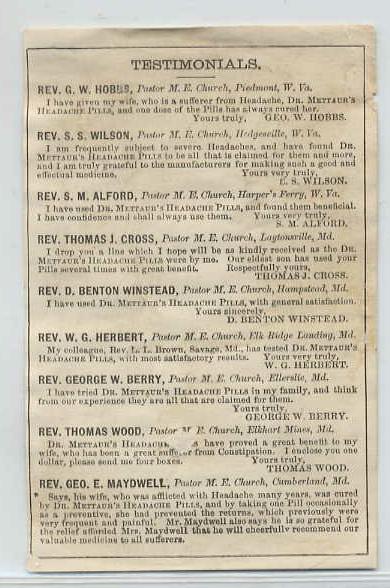 TESTIMONIALS.
REV. G. W. HOBBS, Pastor M. E. Church, Piedmont, W. Va.
I have given my wife, who is a sufferer from Headache, DR. METTAUR'S
HEADACHE PILLS, and one dose of the Pills has always cured her.
Yours truly, GEO. W. HOBBS.
REV. S. S. WILSON, Pastor M. E. Church, Hedgesville, W. Va.
I am frequently subject to severe Headaches, and have found DR.
METTAUR'S HEADACHE PILLS to be all that is claimed for them and more,
and I am truly grateful to the manufacturers for making such a good and
effectual medicine. Yours very truly,
S. S. WILSON.
REV. S. M. ALFORD, Pastor M. E. Church, Harper's Ferry, W. Va.
I have used DR. METTAUR'S HEADACHE PILLS, and found them beneficial.
I have confidence and shall always use them. Yours very truly,
S. M. ALFORD.
REV. THOMAS J. CROSS, Pastor M. E. Church, Laytonsville, Md.
I drop you a line which I hope will be as kindly received as the DR.
METTAUR'S HEADACHE PILLS were by me. Our eldest son has used your
Pills several times with great benefit. Respectfully yours,
THOMAS J. CROSS.
REV. D. BENTON WINSTEAD, Pastor M. E. Church, Hampstead, Md.
I have used DR. METTAUR'S HEADACHE PILLS, with general satisfaction.
Yours sincerely,
D. BENTON WINSTEAD.
REV. W. G. HERBERT, Pastor M. E. Church, Elk Ridge Landing, Md.
My colleague, Rev. L. L. Brown, Savage, Md., has tested DR. METTAUR'S
HEADACHE PILLS, with most satisfactory results. Yours very truly,
W. G. HERBERT.
REV. GEORGE W. BERRY, Pastor M. E. Church, Ellerslie, Md.
I have tried DR. METTAUR'S HEADACHE PILLS in my family, and think
from our experience they are all that are claimed for them.
Yours truly,
GEORGE W. BERRY.
REV. THOMAS WOOD, Pastor M E. Church, Elkhart Mines, Md.
DR. METTAUR'S HEADACHE s have proved a great benefit to my
wife, who has been a great sufferer from Constipation. I enclose you one
dollar, please send me four boxes. Yours truly,
THOMAS WOOD.
REV. GEO. E. MAYDWELL, Pastor M. E. Church, Cumberland, Md.
Says, his wife, who was afflicted with Headache many years, was cured
by DR. METTAUR'S HEADACHE PILLS, and by taking one Pill occasionally
as a preventive, she had prevented the returns, which previously were
very frequent and painful. Mr. Maydwell also says he is so grateful for
the relief afforded Mrs. Maydwell that he will cheerfully recommend our
valuable medicine to all sufferers.